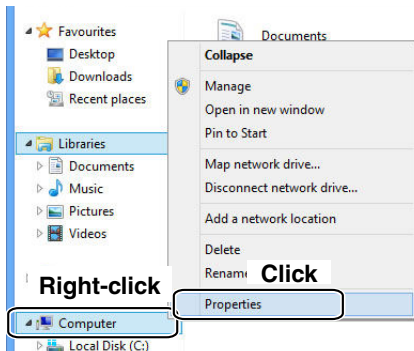 Favourites
Desktop
Downloads
Recent places
Libraries
Documents
Music
Pictures
Videos
Right-click
Computer
Local Disk (C:)
Documents
Collapse
Manage
Open in new window
Pin to Start
Map network drive...
Disconnect network drive...
Add a network location
Delete
Rename
Click
Properties